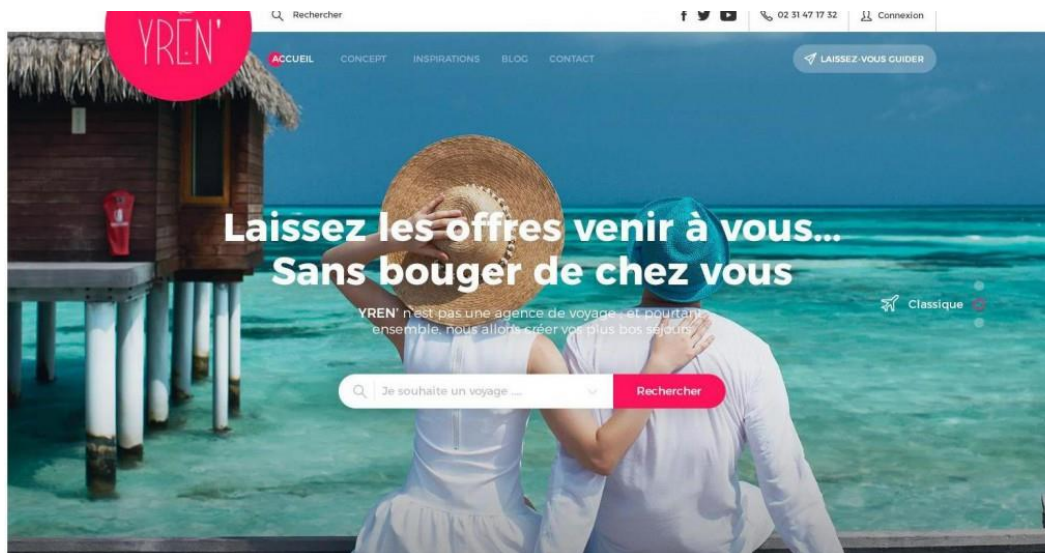 YREN'
Rechercher
02 31 47 17 32
Connexion
ACCUEIL
CONCEPT
INSPIRATIONS
BLOG
CONTACT
LAISSEZ-VOUS GUIDER
Laissez les offres venir à vous...
Sans bouger de chez vous
YREN' n'est pas une agence de voyage ; et pourtant,
ensemble, nous allons créer vos plus bos séjours.
Classique
Je souhaite un voyage ....
Rechercher